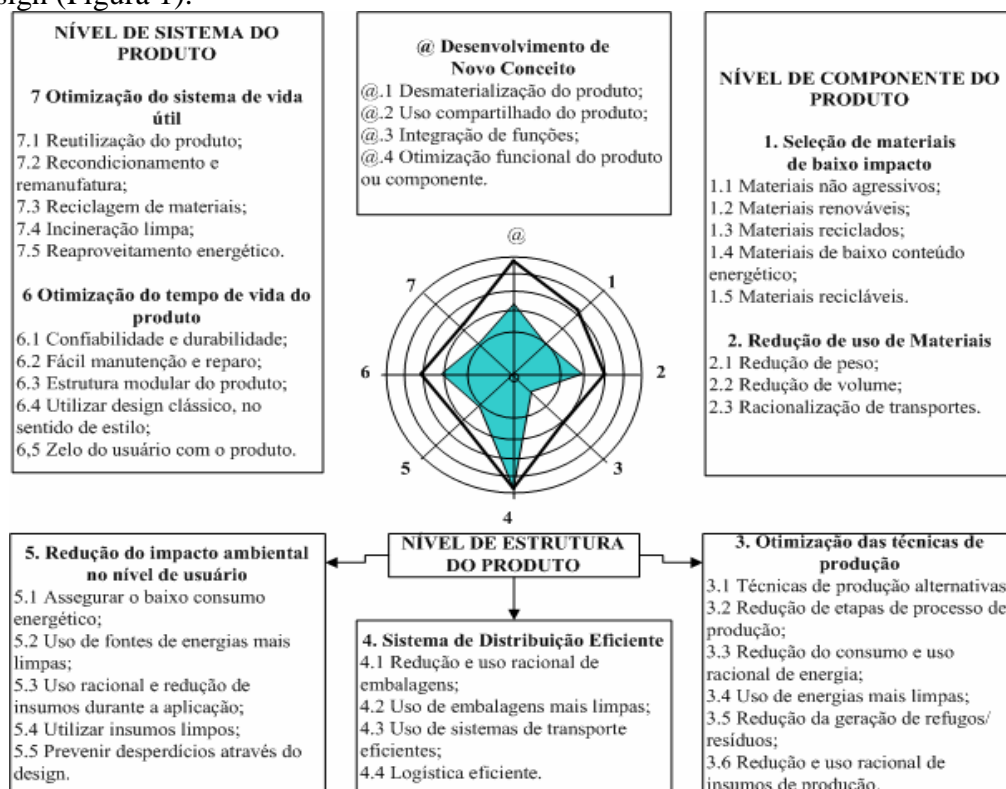 sign (Figura 1).
NÍVEL DE SISTEMA DO
PRODUTO
7 Otimização do sistema de vida
útil
7.1 Reutilização do produto;
7.2 Recondicionamento e
remanufatura;
7.3 Reciclagem de materiais;
7.4 Incineração limpa;
7.5 Reaproveitamento energético.
6 Otimização do tempo de vida do
produto
6.1 Confiabilidade e durabilidade;
6.2 Fácil manutenção e reparo;
6.3 Estrutura modular do produto;
6.4 Utilizar design clássico, no
sentido de estilo;
6,5 Zelo do usuário com o produto.
@ Desenvolvimento de
Novo Conceito
@.1 Desmaterialização do produto;
@.2 Uso compartilhado do produto;
@.3 Integração de funções;
@.4 Otimização funcional do produto
ou componente.
NÍVEL DE COMPONENTE DO
PRODUTO
1. Seleção de materiais
de baixo impacto
1.1 Materiais não agressivos;
1.2 Materiais renováveis;
1.3 Materiais reciclados;
1.4 Materiais de baixo conteúdo
energético;
1.5 Materiais recicláveis.
2. Redução de uso de Materiais
2.1 Redução de peso;
2.2 Redução de volume;
2.3 Racionalização de transportes.
@
7
1
6
2
5
3
4
NÍVEL DE ESTRUTURA
DO PRODUTO
5. Redução do impacto ambiental
no nível de usuário
5.1 Assegurar o baixo consumo
energético;
5.2 Uso de fontes de energias mais
limpas;
5.3 Uso racional e redução de
insumos durante a aplicação;
5.4 Utilizar insumos limpos;
5.5 Prevenir desperdícios através do
design.
4. Sistema de Distribuição Eficiente
4.1 Redução e uso racional de
embalagens;
4.2 Uso de embalagens mais limpas;
4.3 Uso de sistemas de transporte
eficientes;
4.4 Logística eficiente.
3. Otimização das técnicas de
produção
3.1 Técnicas de produção alternativas
3.2 Redução de etapas de processo de
produção;
3.3 Redução do consumo e uso
racional de energia;
3.4 Uso de energias mais limpas;
3.5 Redução da geração de refugos/
resíduos;
3.6 Redução e uso racional de
insumos de produção.